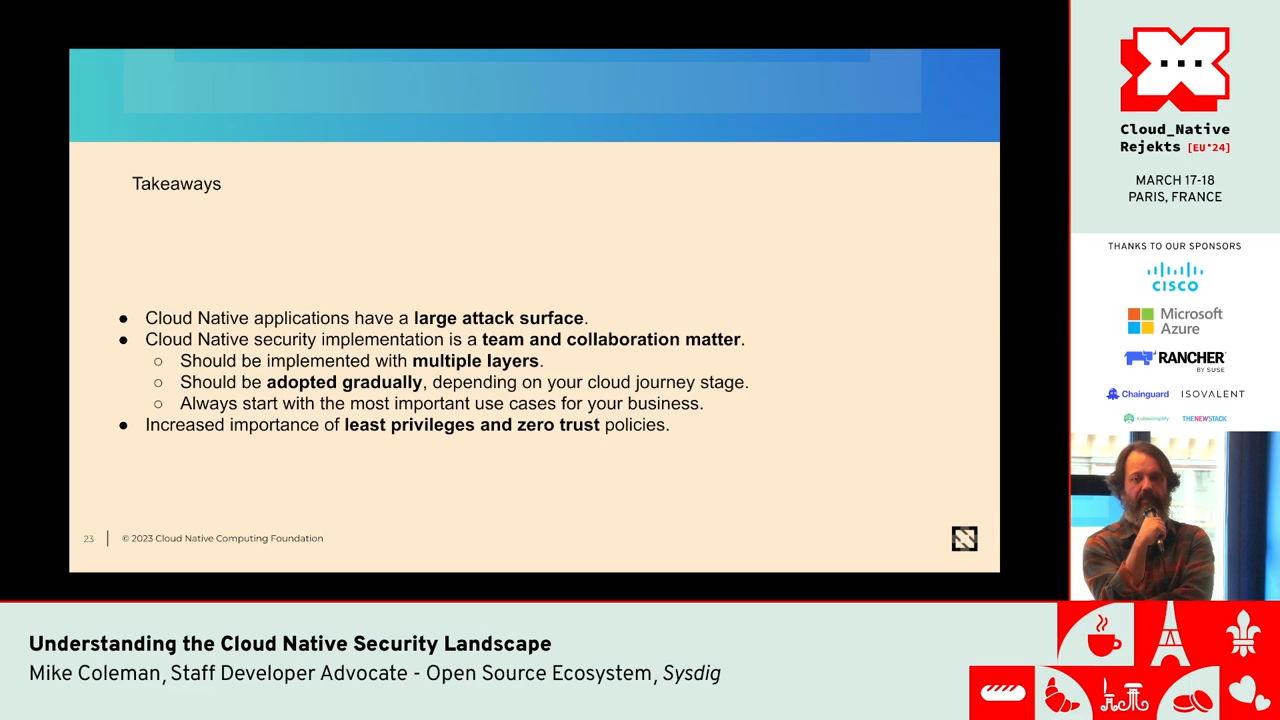 Takeaways
● Cloud Native applications have a large attack surface.
● Cloud Native security implementation is a team and collaboration matter.
○ Should be implemented with multiple layers.
○ Should be adopted gradually, depending on your cloud journey stage.
○ Always start with the most important use cases for your business.
● Increased importance of least privileges and zero trust policies.
23
© 2023 Cloud Native Computing Foundation
Cloud_Native
Rejekts [EU'24]
MARCH 17-18
PARIS, FRANCE
THANKS TO OUR SPONSORS
CISCO
Microsoft
Azure
RANCHER
BY SUSE
Chainguard
ISOVALENT
kubesimplify
THENEWSTACK
Understanding the Cloud Native Security Landscape
Mike Coleman, Staff Developer Advocate - Open Source Ecosystem, Sysdig